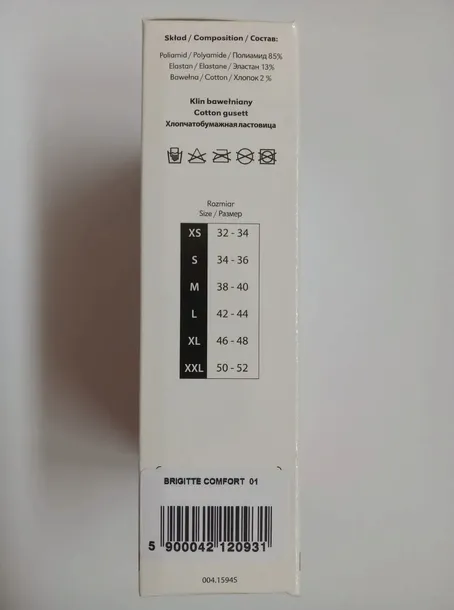 Skład / Composition / Состав:
Poliamid / Polyamide / Полиамид 85%
Elastan / Elastane / Эластан 13%
Bawełna / Cotton / Хлопок 2 %
Klin bawełniany
Cotton gusett
Хлопчатобумажная ластовица
Rozmiar
Size / Размер
XS 32 - 34
S 34 - 36
M 38 - 40
L 42 - 44
XL 46 - 48
XXL 50 - 52
BRIGITTE COMFORT 01
5 900042 120931
004.1594S